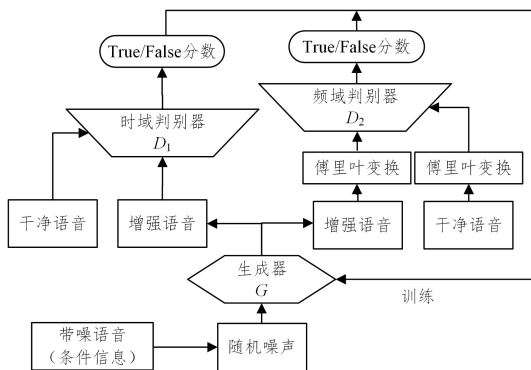 True/False分数
True/False分数
时域判别器
D1
频域判别器
D2
傅里叶变换
傅里叶变换
干净语音
增强语音
增强语音
干净语音
生成器
G
训练
带噪语音
（条件信息）
随机噪声